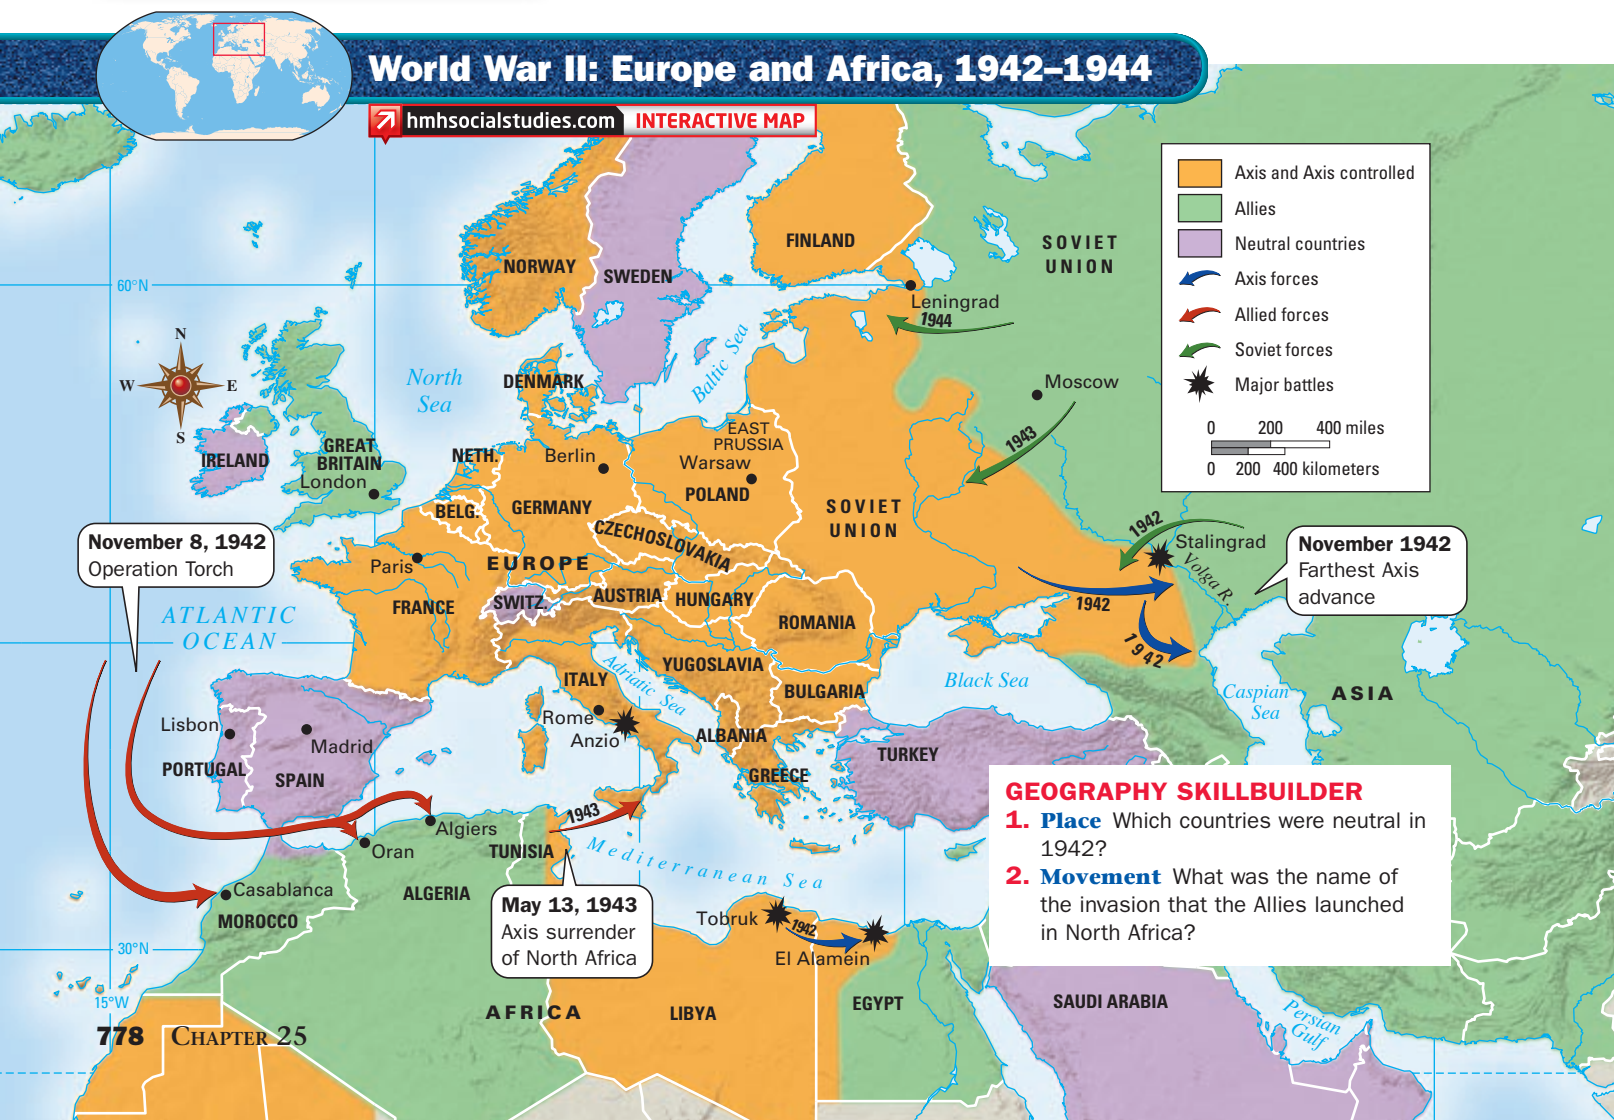 World War II: Europe and Africa, 1942–1944
hmhsocialstudies.com INTERACTIVE MAP
Axis and Axis controlled
Allies
Neutral countries
Axis forces
Allied forces
Soviet forces
Major battles
0 200 400 miles
0 200 400 kilometers
N
W E
S
60°N
30°N
15°W
NORWAY
SWEDEN
FINLAND
SOVIET
UNION
Leningrad
1944
Moscow
1943
North
Sea
Baltic Sea
DENMARK
IRELAND
GREAT
BRITAIN
London
NETH.
BELG.
Berlin
GERMANY
EAST
PRUSSIA
Warsaw
POLAND
SOVIET
UNION
CZECHOSLOVAKIA
EUROPE
Paris
FRANCE
SWITZ.
AUSTRIA
HUNGARY
ROMANIA
1942
Stalingrad
Volga R.
1942
1942
November 1942
Farthest Axis
advance
November 8, 1942
Operation Torch
ATLANTIC
OCEAN
YUGOSLAVIA
BULGARIA
ITALY
Adriatic Sea
Rome
Anzio
ALBANIA
GREECE
Black Sea
Caspian
Sea
ASIA
TURKEY
Lisbon
PORTUGAL
Madrid
SPAIN
Algiers
Oran
Casablanca
MOROCCO
ALGERIA
TUNISIA
1943
Mediterranean Sea
May 13, 1943
Axis surrender
of North Africa
Tobruk
1942
El Alamein
AFRICA
LIBYA
EGYPT
SAUDI ARABIA
Persian
Gulf
GEOGRAPHY SKILLBUILDER
1. Place Which countries were neutral in
1942?
2. Movement What was the name of
the invasion that the Allies launched
in North Africa?
778 CHAPTER 25